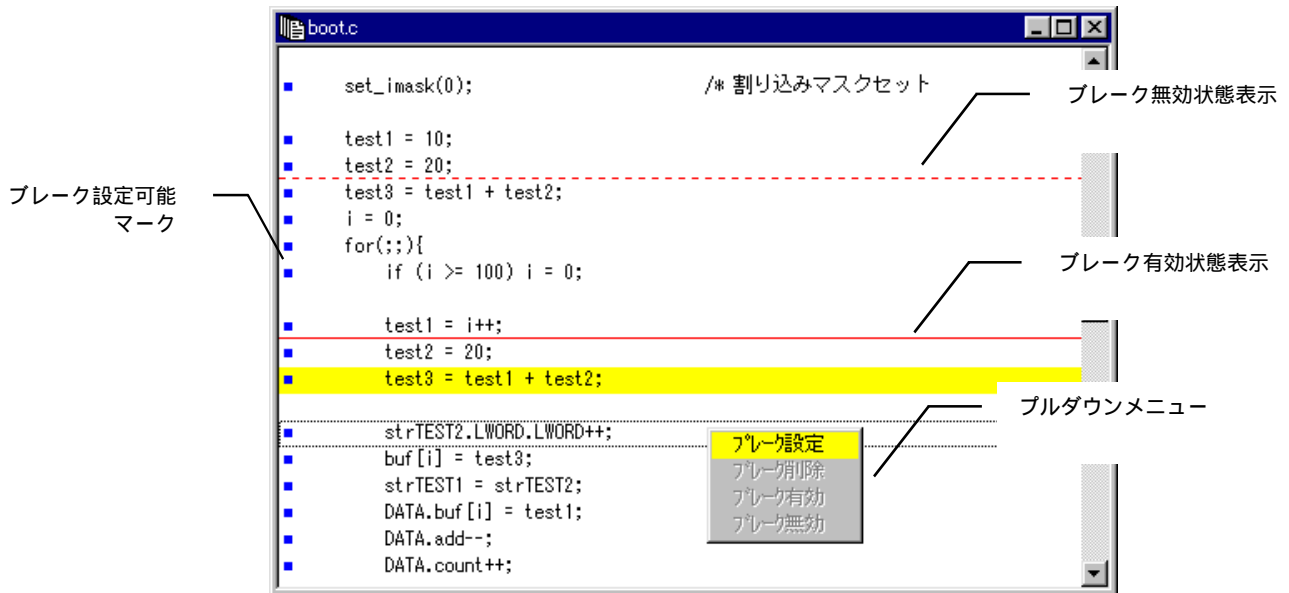 boot.c
set_imask(0); /* 割り込みマスクセット
ブレーク無効状態表示
test1 = 10;
test2 = 20;
ブレーク設定可能
マーク
test3 = test1 + test2;
i = 0;
for(;;){
if (i >= 100) i = 0;
ブレーク有効状態表示
test1 = i++;
test2 = 20;
test3 = test1 + test2;
プルダウンメニュー
strTEST2.LWORD.LWORD++;
buf[i] = test3;
strTEST1 = strTEST2;
DATA.buf[i] = test1;
DATA.add--;
DATA.count++;
ﾌﾞﾚｰｸ設定
ﾌﾞﾚｰｸ削除
ﾌﾞﾚｰｸ有効
ﾌﾞﾚｰｸ無効